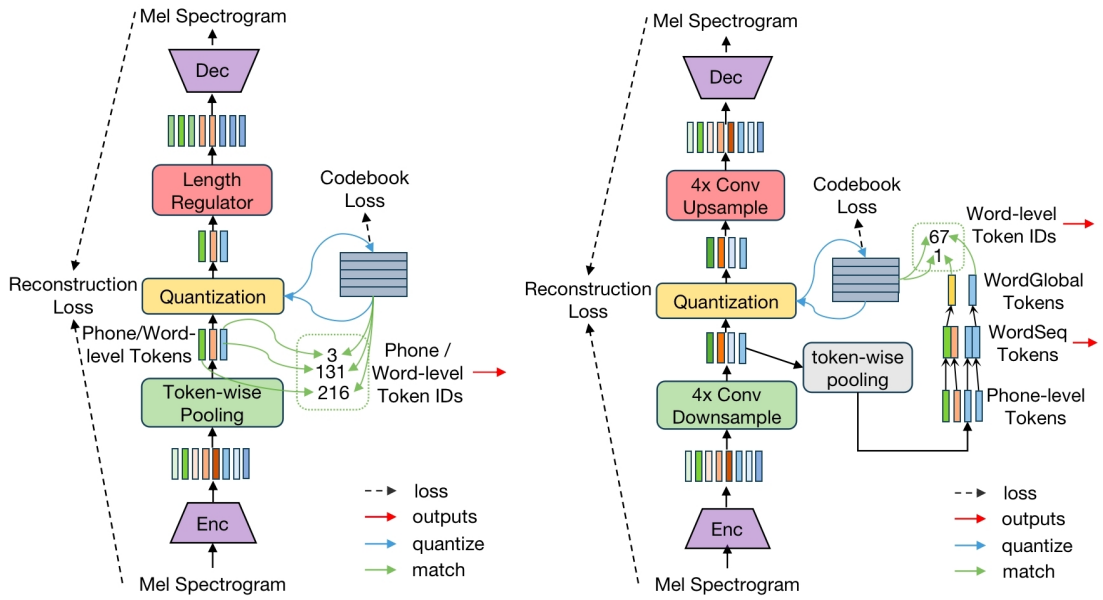 Mel Spectrogram
Dec
Length
Regulator
Codebook
Loss
Reconstruction
Loss
Quantization
Phone/Word-
level Tokens
3
131
216
Phone /
Word-level
Token IDs
Token-wise
Pooling
Enc
Mel Spectrogram
loss
outputs
quantize
match
Mel Spectrogram
Dec
4x Conv
Upsample
Codebook
Loss
Word-level
Token IDs
67
1
Reconstruction
Loss
Quantization
WordGlobal
Tokens
WordSeq
Tokens
token-wise
pooling
Phone-level
Tokens
4x Conv
Downsample
Enc
Mel Spectrogram
loss
outputs
quantize
match